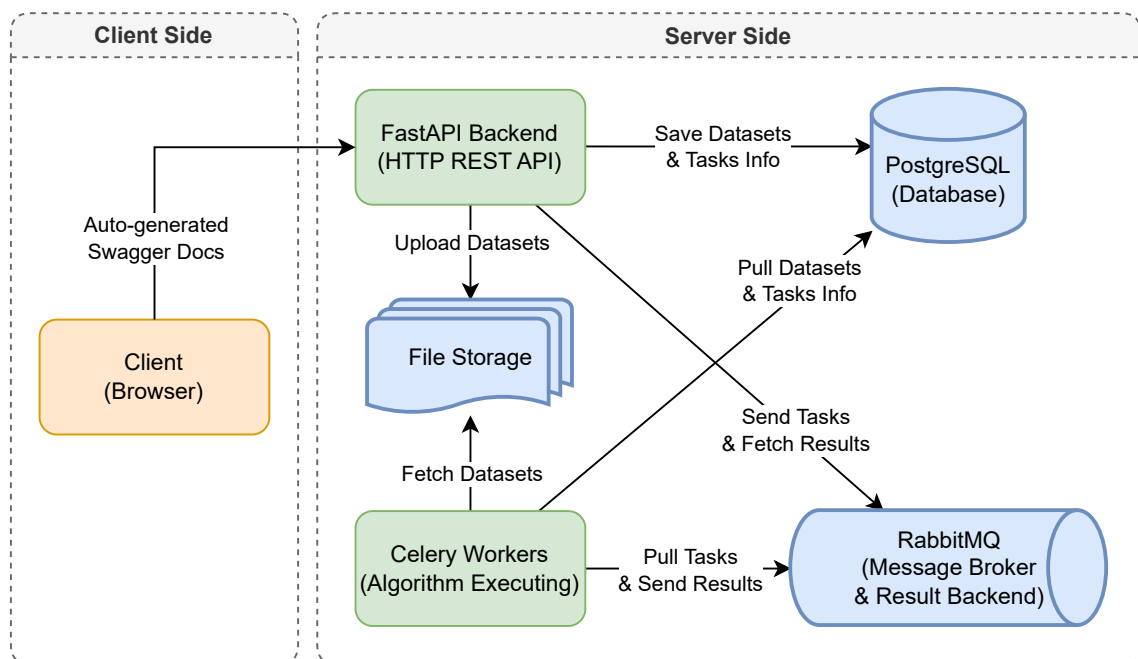 Client Side
Server Side
FastAPI Backend
(HTTP REST API)
Save Datasets
& Tasks Info
PostgreSQL
(Database)
Auto-generated
Swagger Docs
Upload Datasets
Pull Datasets
& Tasks Info
Client
(Browser)
File Storage
Send Tasks
& Fetch Results
Fetch Datasets
Celery Workers
(Algorithm Executing)
Pull Tasks
& Send Results
RabbitMQ
(Message Broker
& Result Backend)